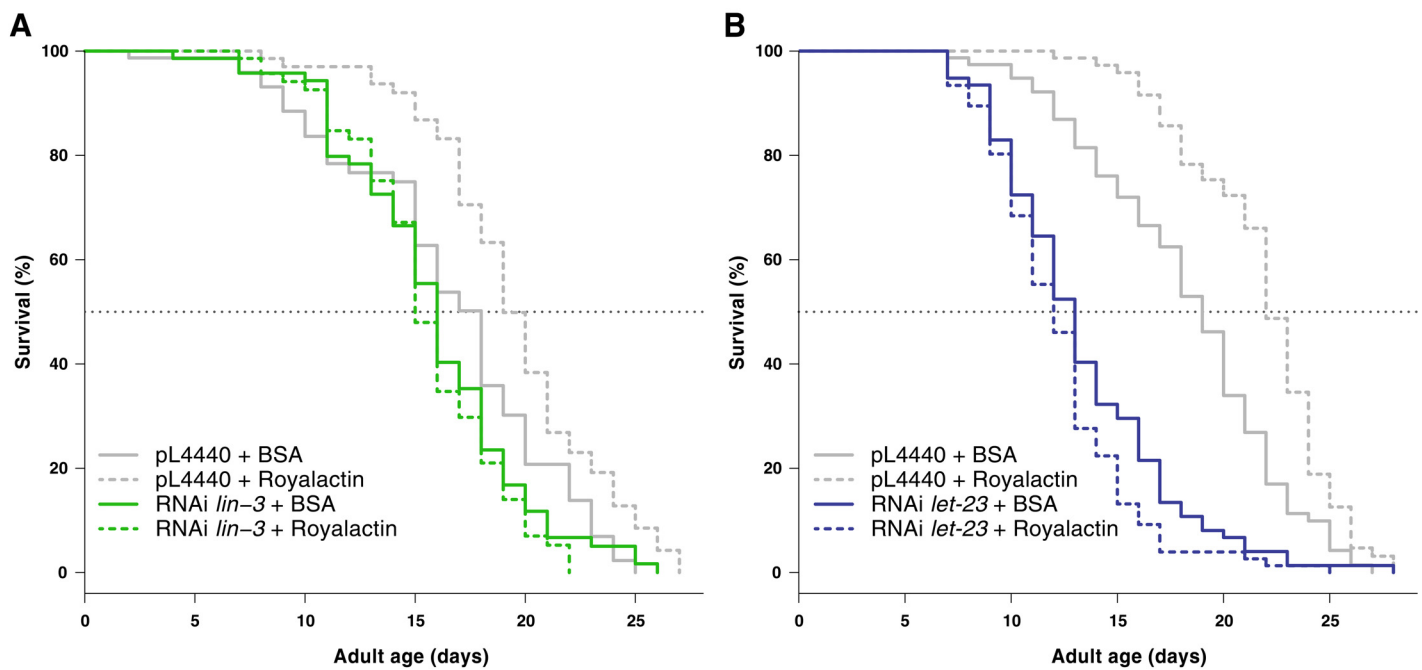 A
100
80
60
40
20
0
Survival (%)
pL4440 + BSA
pL4440 + Royalactin
RNAi lin–3 + BSA
RNAi lin–3 + Royalactin
0 5 10 15 20 25
Adult age (days)
B
100
80
60
40
20
0
Survival (%)
pL4440 + BSA
pL4440 + Royalactin
RNAi let-23 + BSA
RNAi let-23 + Royalactin
0 5 10 15 20 25
Adult age (days)